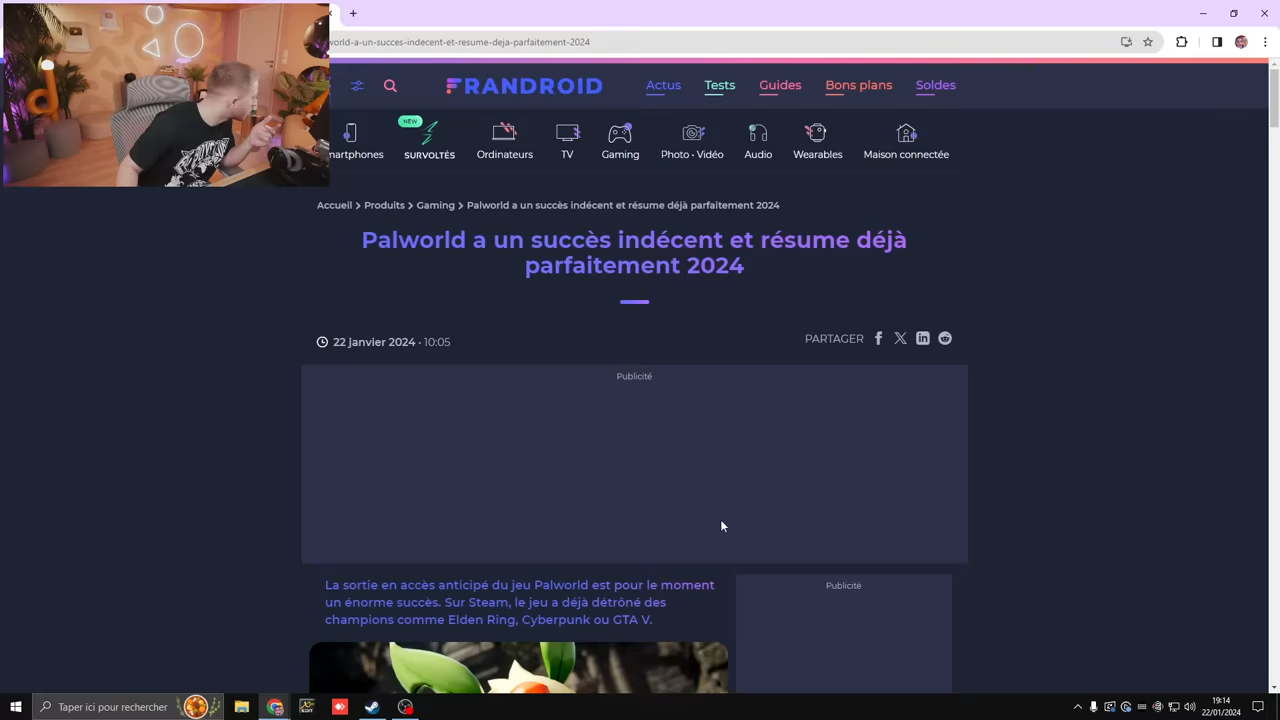 world-a-un-succes-indecent-et-resume-deja-parfaitement-2024
FRANDROID
Actus
Tests
Guides
Bons plans
Soldes
martphones
NEW
SURVOLTÉS
Ordinateurs
TV
Gaming
Photo • Vidéo
Audio
Wearables
Maison connectée
Accueil > Produits > Gaming > Palworld a un succès indécent et résume déjà parfaitement 2024
Palworld a un succès indécent et résume déjà
parfaitement 2024
22 janvier 2024 • 10:05
PARTAGER
Publicité
La sortie en accès anticipé du jeu Palworld est pour le moment
un énorme succès. Sur Steam, le jeu a déjà détrôné des
champions comme Elden Ring, Cyberpunk ou GTA V.
Publicité
Taper ici pour rechercher
19:14
22/01/2024